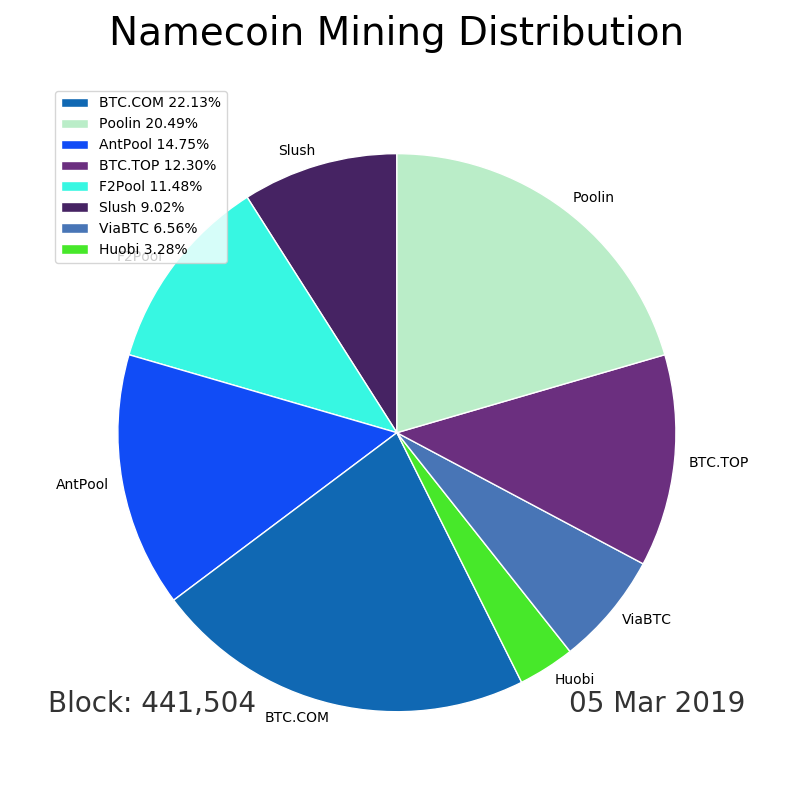 Namecoin Mining Distribution
BTC.COM 22.13%
Poolin 20.49%
AntPool 14.75%
BTC.TOP 12.30%
F2Pool 11.48%
Slush 9.02%
ViaBTC 6.56%
Huobi 3.28%
Slush
Poolin
F2Pool
BTC.TOP
AntPool
ViaBTC
Huobi
BTC.COM
Block: 441,504
05 Mar 2019